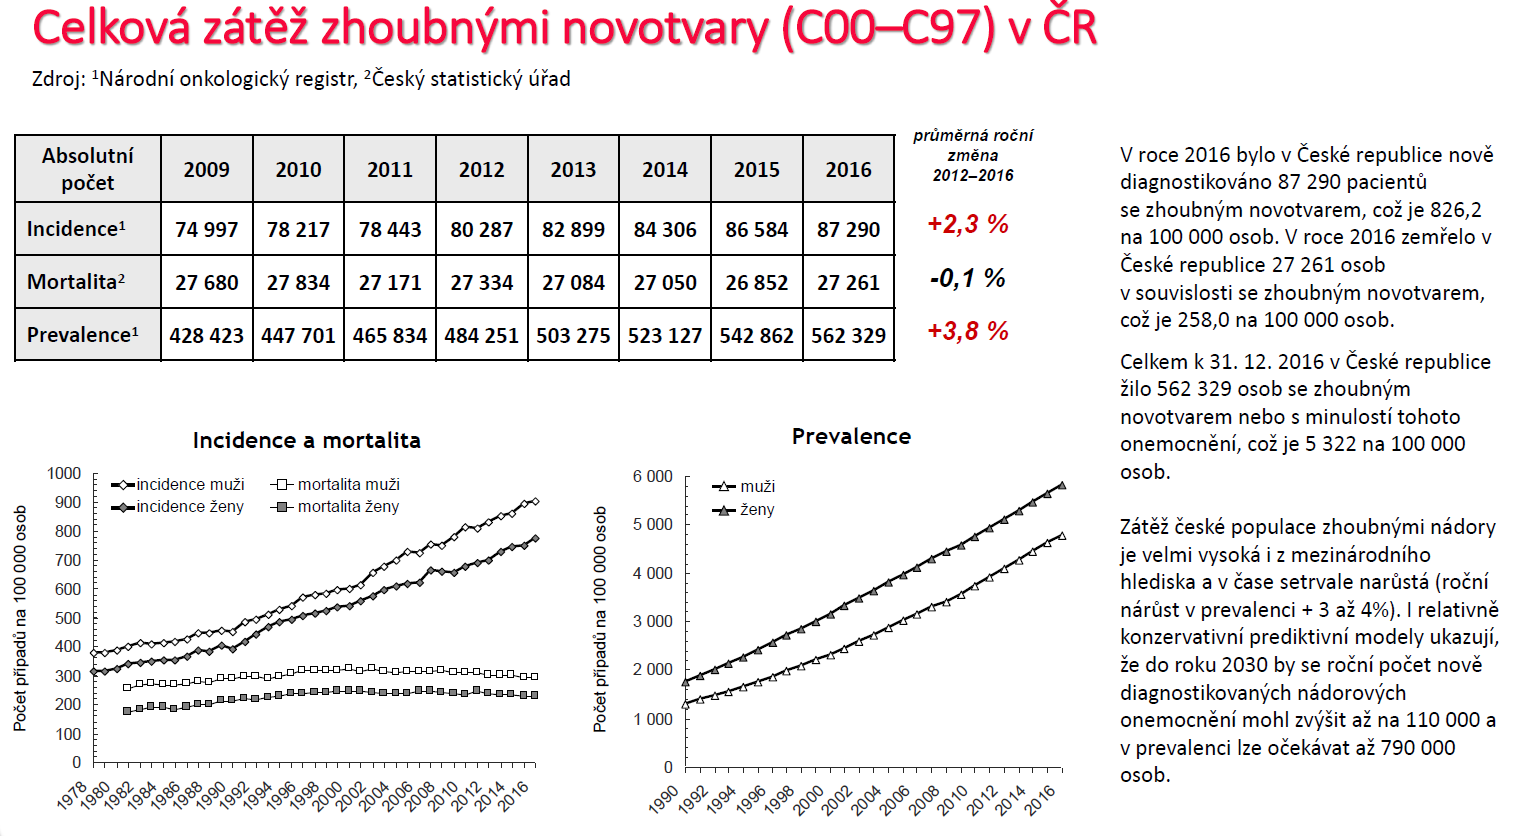 Celková zátěž zhoubnými novotvary (C00–C97) v ČR
Zdroj: ¹Národní onkologický registr, ²Český statistický úřad
Absolutní počet 2009 2010 2011 2012 2013 2014 2015 2016
průměrná roční
změna
2012–2016
Incidence¹ 74 997 78 217 78 443 80 287 82 899 84 306 86 584 87 290 +2,3 %
Mortalita² 27 680 27 834 27 171 27 334 27 084 27 050 26 852 27 261 -0,1 %
Prevalence¹ 428 423 447 701 465 834 484 251 503 275 523 127 542 862 562 329 +3,8 %
V roce 2016 bylo v České republice nově
diagnostikováno 87 290 pacientů
se zhoubným novotvarem, což je 826,2
na 100 000 osob. V roce 2016 zemřelo v
České republice 27 261 osob
v souvislosti se zhoubným novotvarem,
což je 258,0 na 100 000 osob.
Celkem k 31. 12. 2016 v České republice
žilo 562 329 osob se zhoubným
novotvarem nebo s minulostí tohoto
onemocnění, což je 5 322 na 100 000
osob.
Zátěž české populace zhoubnými nádory
je velmi vysoká i z mezinárodního
hlediska a v čase setrvale narůstá (roční
nárůst v prevalenci + 3 až 4%). I relativně
konzervativní prediktivní modely ukazují,
že do roku 2030 by se roční počet nově
diagnostikovaných nádorových
onemocnění mohl zvýšit až na 110 000 a
v prevalenci lze očekávat až 790 000
osob.
Incidence a mortalita
incidence muži
mortalita muži
incidence ženy
mortalita ženy
Počet případů na 100 000 osob
1000
900
800
700
600
500
400
300
200
100
0
1978 1980 1982 1984 1986 1988 1990 1992 1994 1996 1998 2000 2002 2004 2006 2008 2010 2012 2014 2016
Prevalence
muži
ženy
Počet případů na 100 000 osob
6 000
5 000
4 000
3 000
2 000
1 000
0
1990 1992 1994 1996 1998 2000 2002 2004 2006 2008 2010 2012 2014 2016